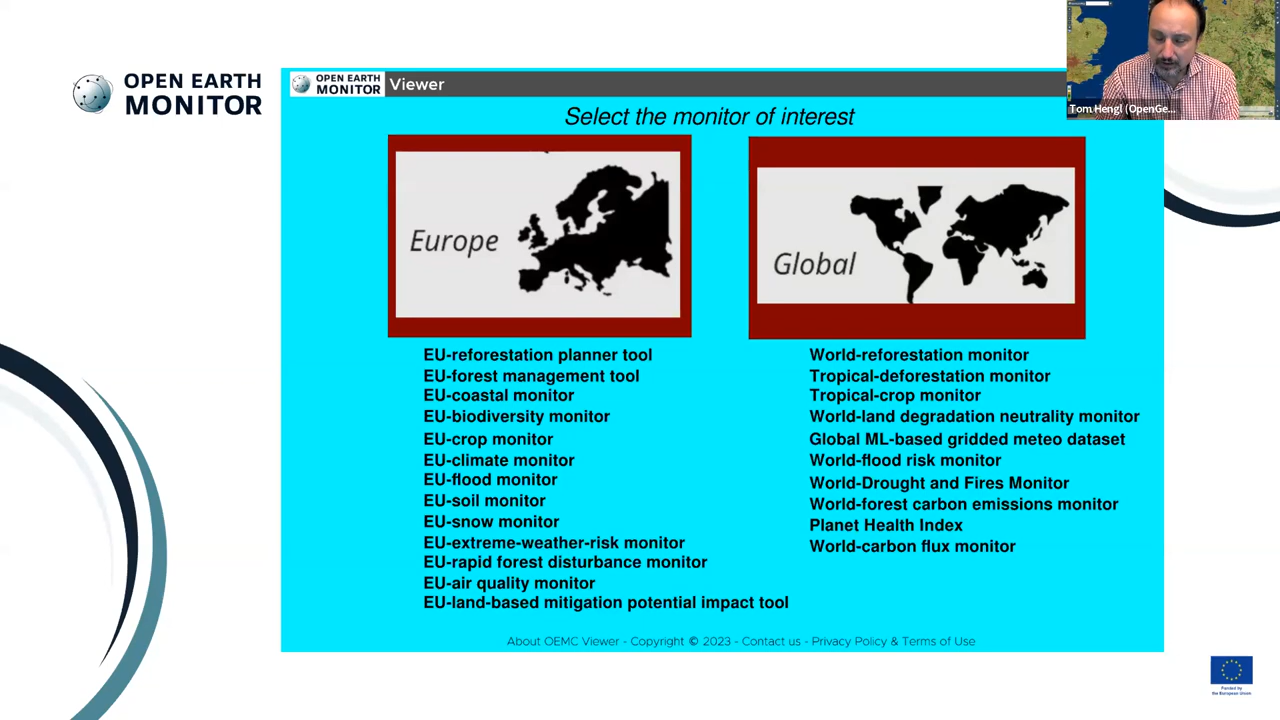 OPEN EARTH
MONITOR
OPEN EARTH
MONITOR
Viewer
Tom Hengl (OpenGe...
Select the monitor of interest
Europe
Global
EU-reforestation planner tool
EU-forest management tool
EU-coastal monitor
EU-biodiversity monitor
EU-crop monitor
EU-climate monitor
EU-flood monitor
EU-soil monitor
EU-snow monitor
EU-extreme-weather-risk monitor
EU-rapid forest disturbance monitor
EU-air quality monitor
EU-land-based mitigation potential impact tool
World-reforestation monitor
Tropical-deforestation monitor
Tropical-crop monitor
World-land degradation neutrality monitor
Global ML-based gridded meteo dataset
World-flood risk monitor
World-Drought and Fires Monitor
World-forest carbon emissions monitor
Planet Health Index
World-carbon flux monitor
About OEMC Viewer - Copyright © 2023 - Contact us - Privacy Policy & Terms of Use
Funded by
the European Union